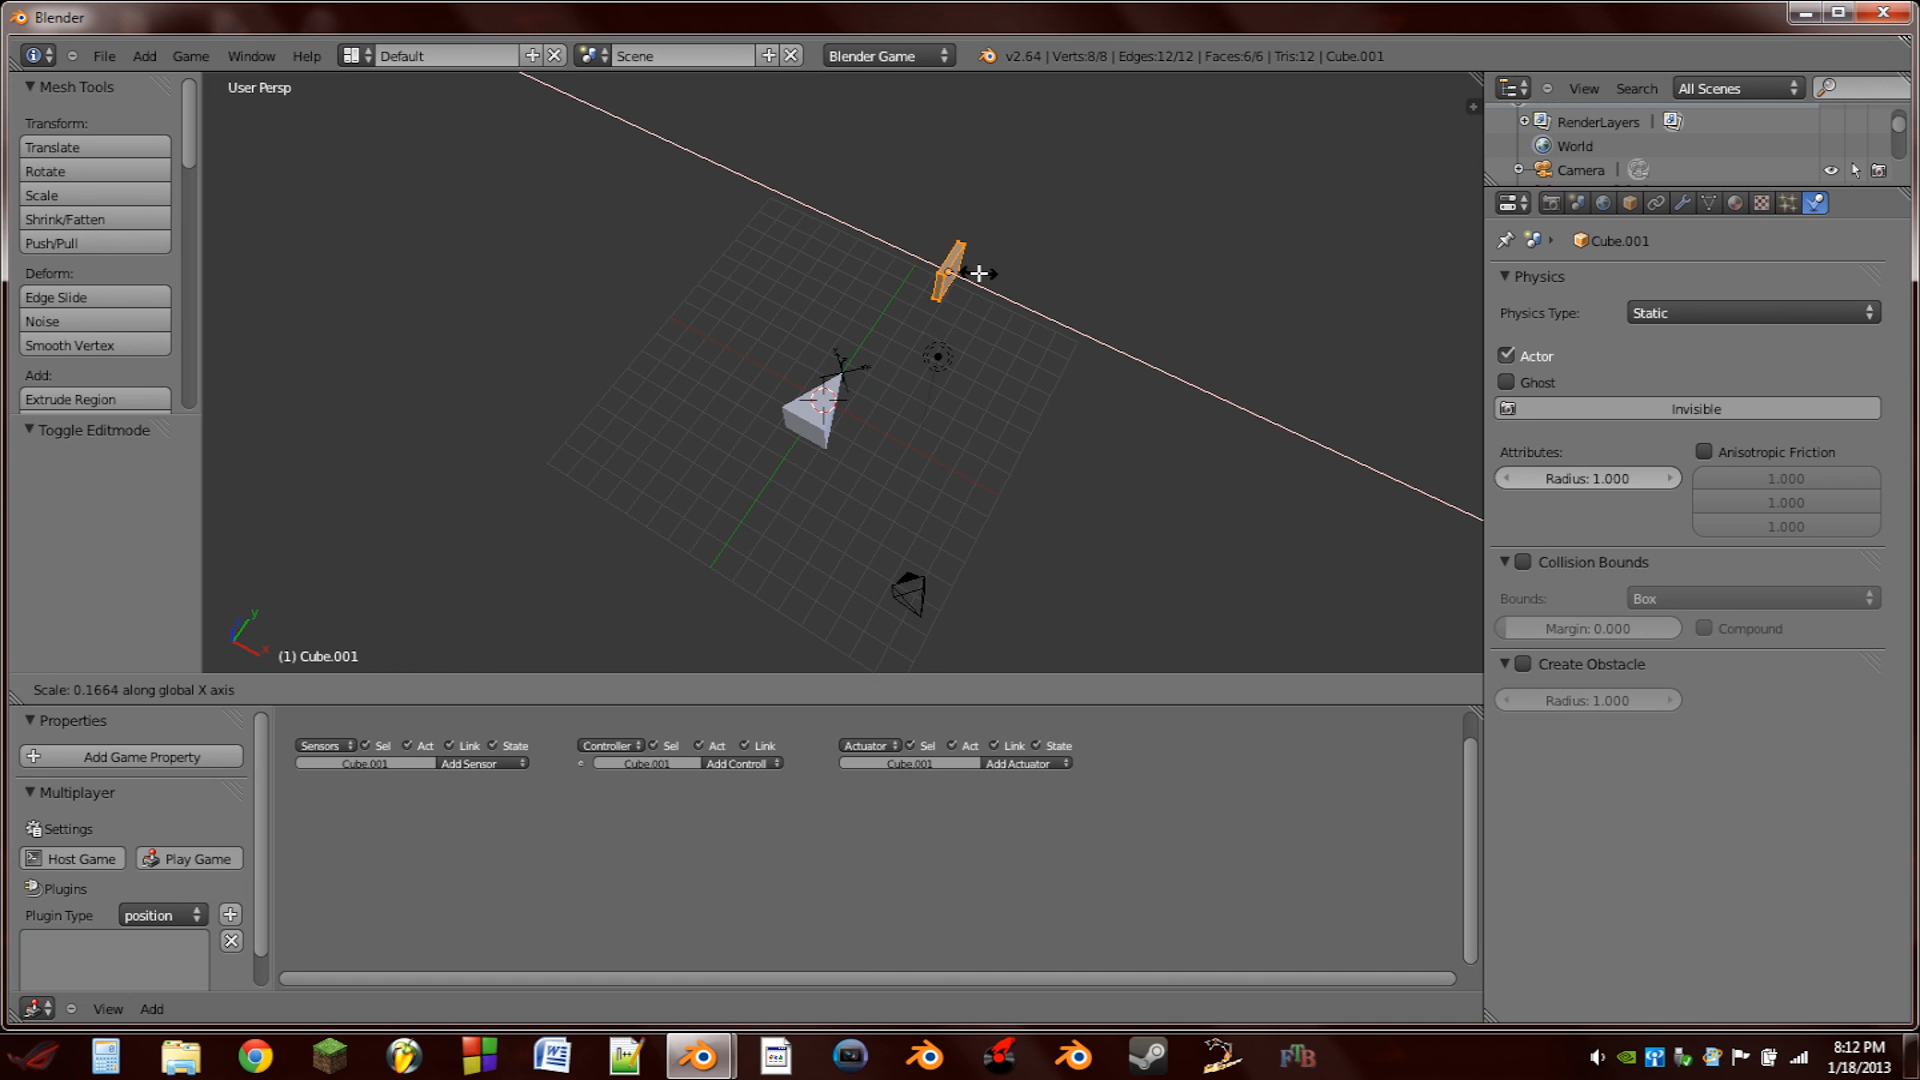 Blender
File Add Game Window Help Default Scene Blender Game v2.64 | Verts:8/8 | Edges:12/12 | Faces:6/6 | Tris:12 | Cube.001
Mesh Tools
Transform:
Translate
Rotate
Scale
Shrink/Fatten
Push/Pull
Deform:
Edge Slide
Noise
Smooth Vertex
Add:
Extrude Region
Toggle Editmode
User Persp
y
x
(1) Cube.001
View Search All Scenes
RenderLayers |
World
Camera |
Cube.001
Physics
Physics Type: Static
Actor
Ghost
Invisible
Attributes: Anisotropic Friction
Radius: 1.000 1.000
1.000
1.000
Collision Bounds
Bounds: Box
Margin: 0.000 Compound
Create Obstacle
Radius: 1.000
Scale: 0.1664 along global X axis
Properties
Add Game Property
Multiplayer
Settings
Host Game Play Game
Plugins
Plugin Type position
Sensors Sel Act Link State Controller Sel Act Link Actuator Sel Act Link State
Cube.001 Add Sensor Cube.001 Add Controll Cube.001 Add Actuator
View Add
FTB
8:12 PM
1/18/2013